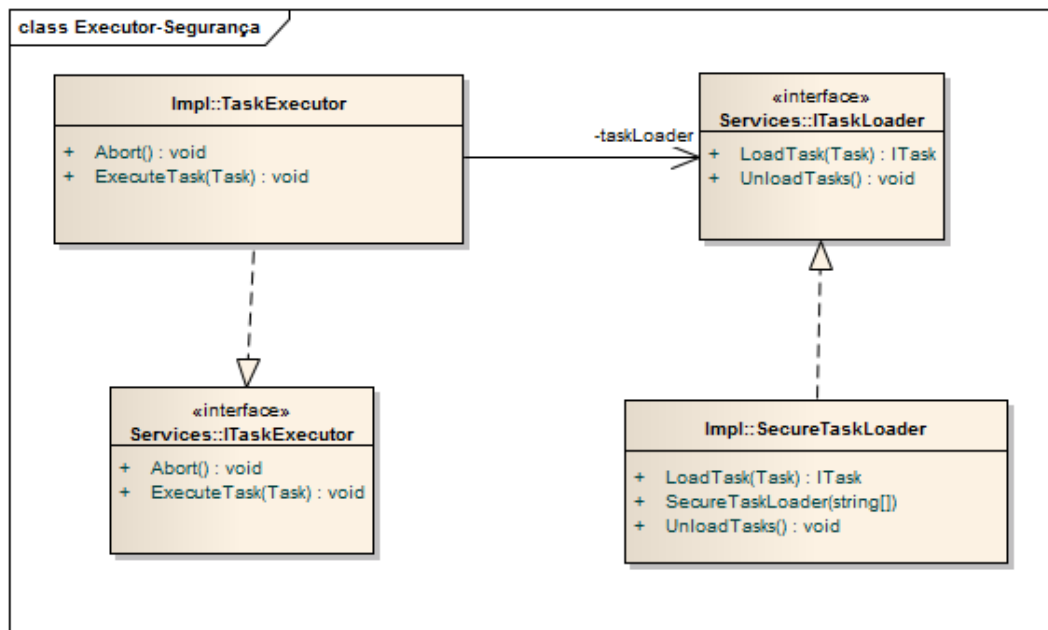 class Executor-Segurança
Impl::TaskExecutor
+ Abort() : void
+ ExecuteTask(Task) : void
-taskLoader
«interface»
Services::ITaskLoader
+ LoadTask(Task) : ITask
+ UnloadTasks() : void
«interface»
Services::ITaskExecutor
+ Abort() : void
+ ExecuteTask(Task) : void
Impl::SecureTaskLoader
+ LoadTask(Task) : ITask
+ SecureTaskLoader(string[])
+ UnloadTasks() : void